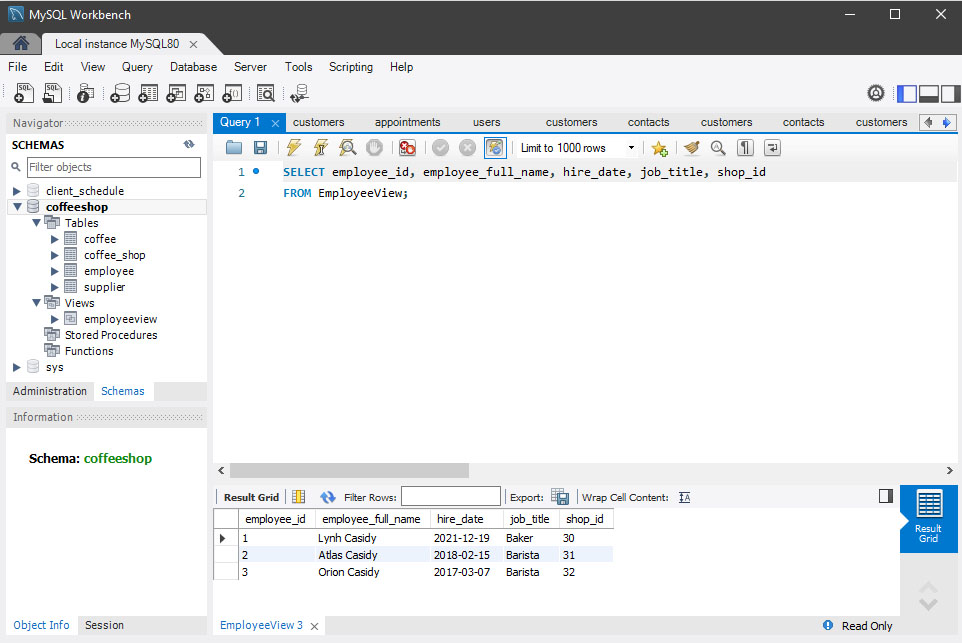 MySQL Workbench
Local instance MySQL80
File Edit View Query Database Server Tools Scripting Help
Navigator
SCHEMAS
Filter objects
client_schedule
coffeeshop
Tables
coffee
coffee_shop
employee
supplier
Views
employeeview
Stored Procedures
Functions
sys
Administration Schemas
Information
Schema: coffeeshop
Object Info Session
Query 1 customers appointments users customers contacts customers contacts customers
Limit to 1000 rows
1 SELECT employee_id, employee_full_name, hire_date, job_title, shop_id
2 FROM EmployeeView;
Result Grid Filter Rows: Export: Wrap Cell Content:
employee_id employee_full_name hire_date job_title shop_id
1 Lynh Casidy 2021-12-19 Baker 30
2 Atlas Casidy 2018-02-15 Barista 31
3 Orion Casidy 2017-03-07 Barista 32
Result
Grid
EmployeeView 3
Read Only